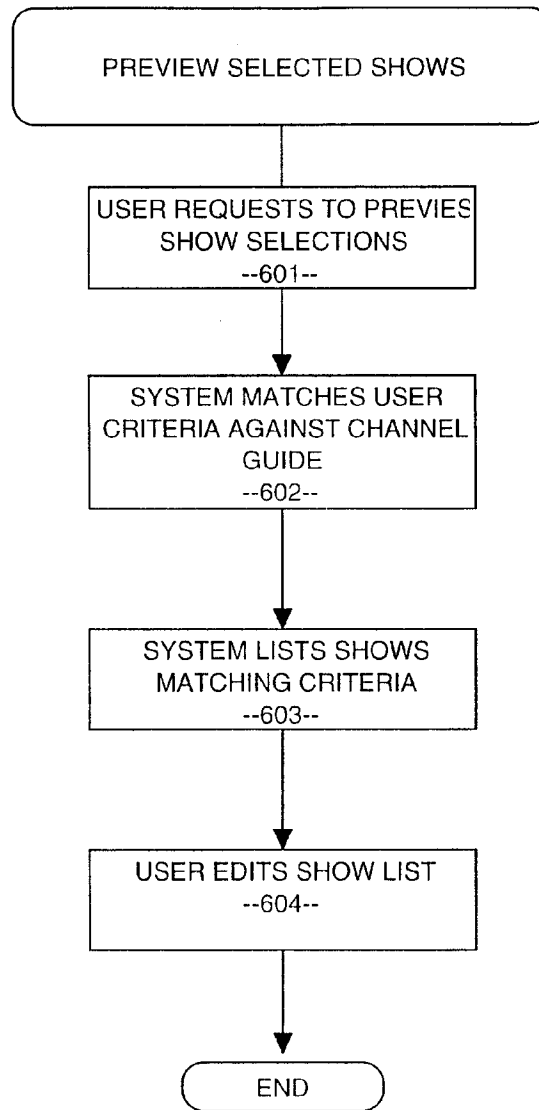 PREVIEW SELECTED SHOWS
USER REQUESTS TO PREVIES
SHOW SELECTIONS
--601--
SYSTEM MATCHES USER
CRITERIA AGAINST CHANNEL
GUIDE
--602--
SYSTEM LISTS SHOWS
MATCHING CRITERIA
--603--
USER EDITS SHOW LIST
--604--
END